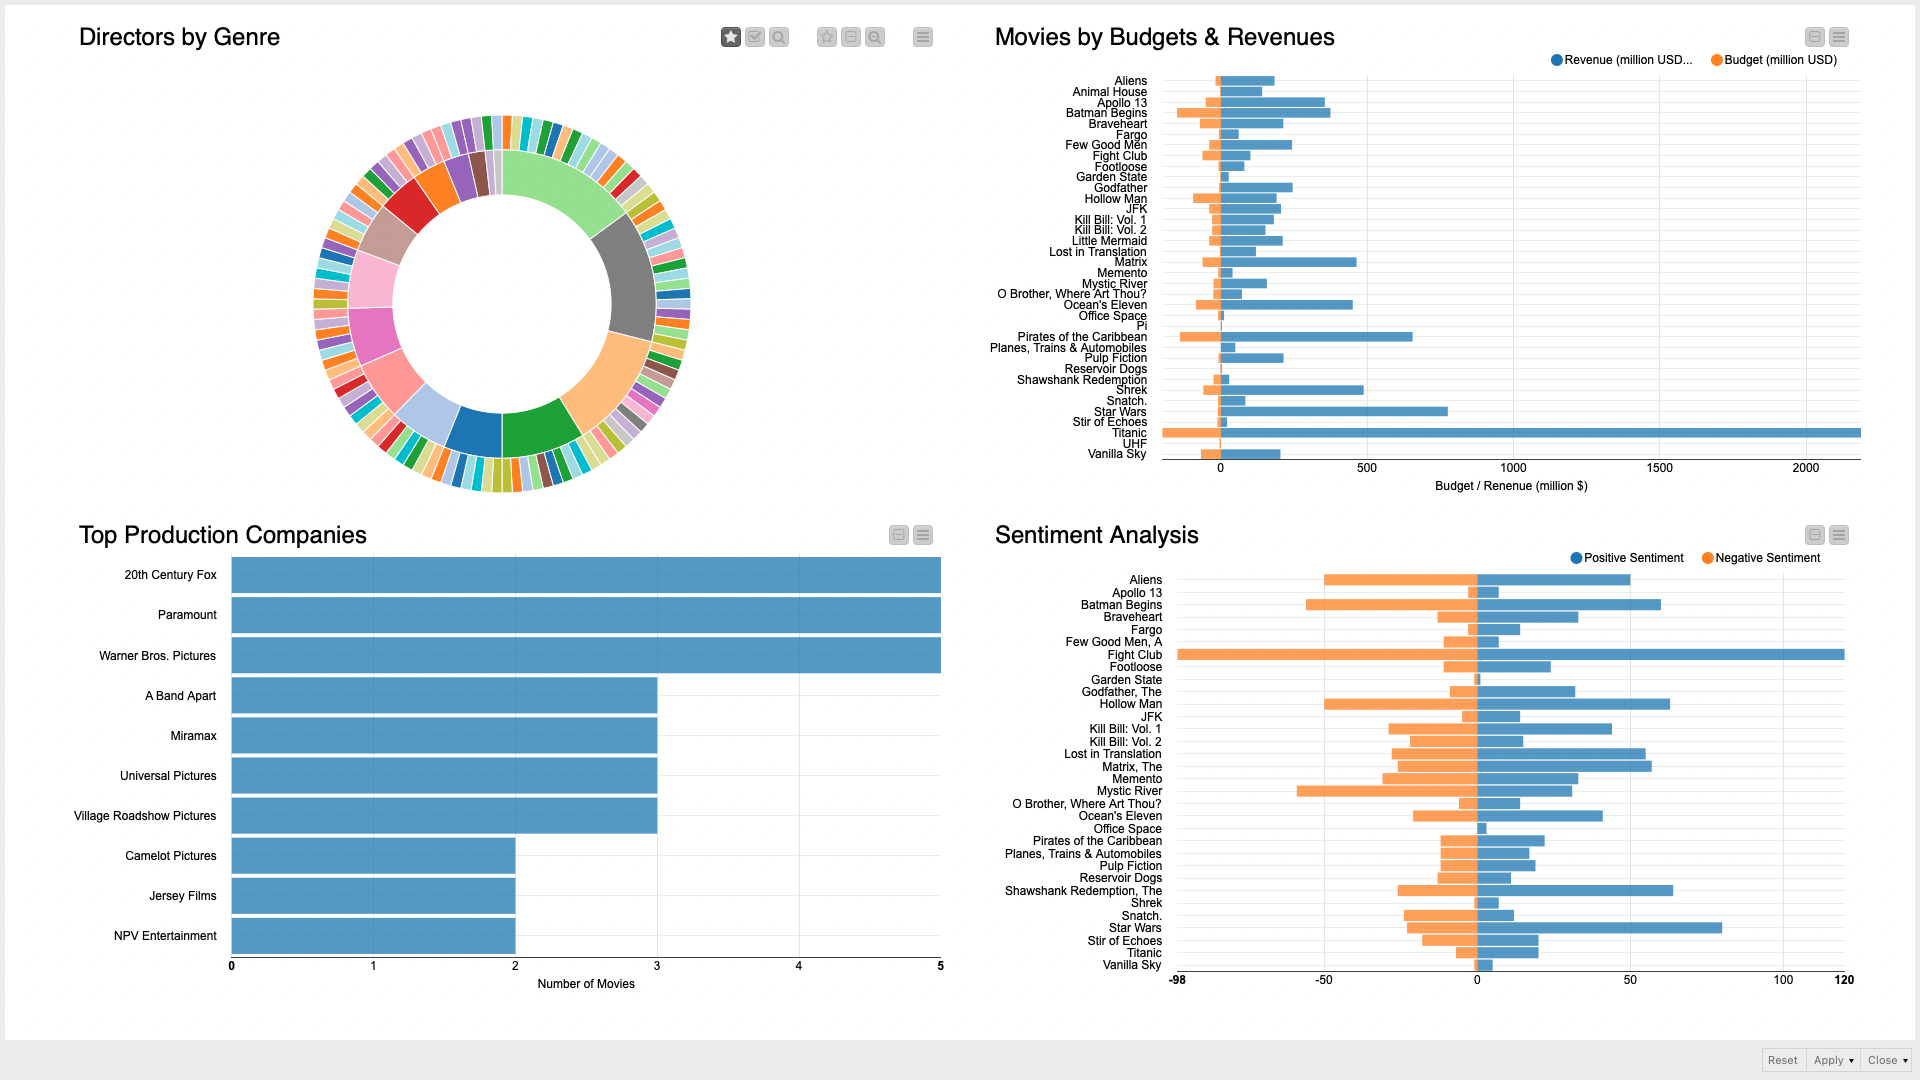 Directors by Genre
Movies by Budgets & Revenues
Revenue (million USD...
Budget (million USD)
Aliens
Animal House
Apollo 13
Batman Begins
Braveheart
Fargo
Few Good Men
Fight Club
Footloose
Garden State
Godfather
Hollow Man
JFK
Kill Bill: Vol. 1
Kill Bill: Vol. 2
Little Mermaid
Lost in Translation
Matrix
Memento
Mystic River
O Brother, Where Art Thou?
Ocean's Eleven
Office Space
Pi
Pirates of the Caribbean
Planes, Trains & Automobiles
Pulp Fiction
Reservoir Dogs
Shawshank Redemption
Shrek
Snatch.
Star Wars
Stir of Echoes
Titanic
UHF
Vanilla Sky
0 500 1000 1500 2000
Budget / Renenue (million $)
Top Production Companies
20th Century Fox
Paramount
Warner Bros. Pictures
A Band Apart
Miramax
Universal Pictures
Village Roadshow Pictures
Camelot Pictures
Jersey Films
NPV Entertainment
0 1 2 3 4 5
Number of Movies
Sentiment Analysis
Positive Sentiment
Negative Sentiment
Aliens
Apollo 13
Batman Begins
Braveheart
Fargo
Few Good Men, A
Fight Club
Footloose
Garden State
Godfather, The
Hollow Man
JFK
Kill Bill: Vol. 1
Kill Bill: Vol. 2
Lost in Translation
Matrix, The
Memento
Mystic River
O Brother, Where Art Thou?
Ocean's Eleven
Office Space
Pirates of the Caribbean
Planes, Trains & Automobiles
Pulp Fiction
Reservoir Dogs
Shawshank Redemption, The
Shrek
Snatch.
Star Wars
Stir of Echoes
Titanic
Vanilla Sky
-98 -50 0 50 100 120
Reset Apply Close